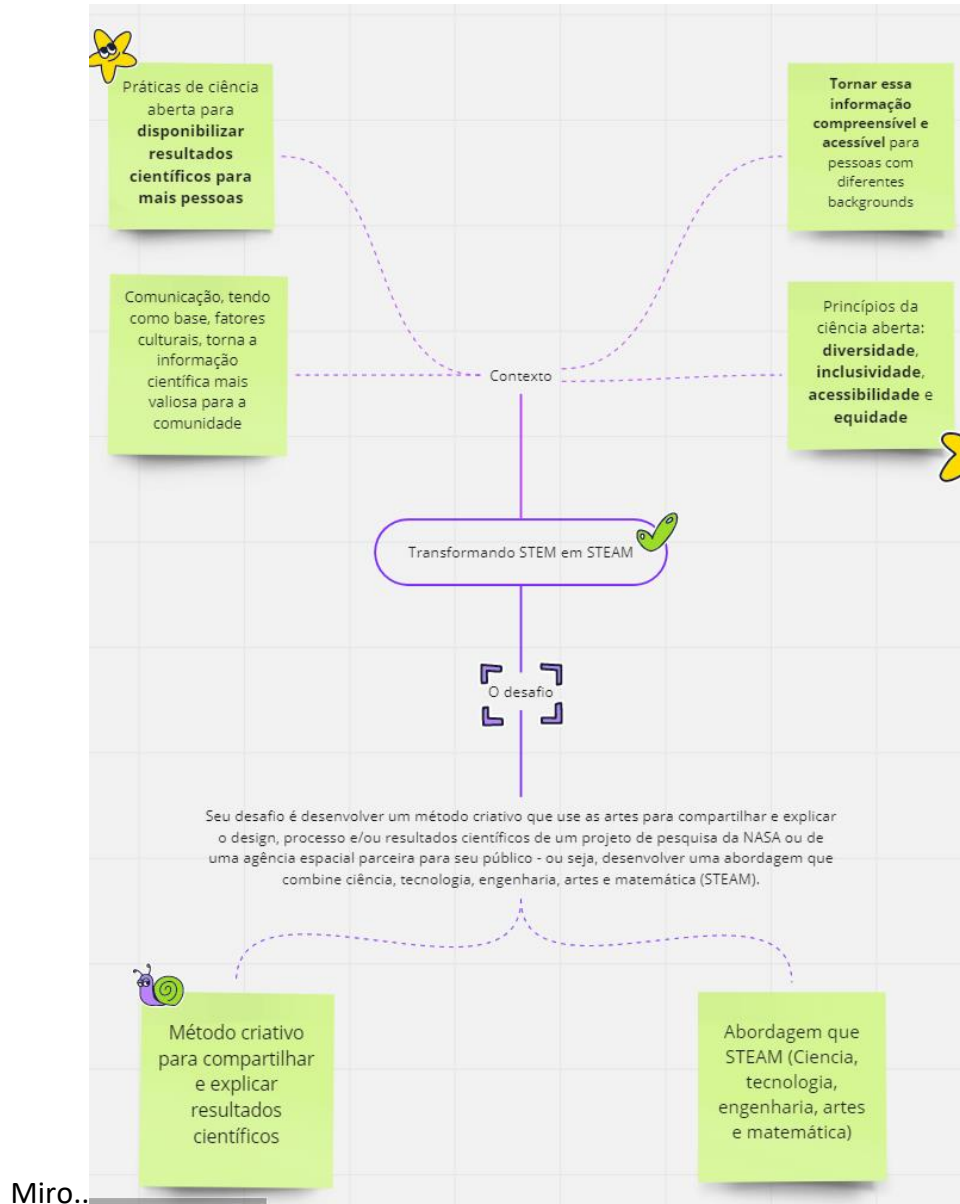 Práticas de ciência
aberta para
disponibilizar
resultados
científicos para
mais pessoas
Tornar essa
informação
compreensível e
acessível para
pessoas com
diferentes
backgrounds
Comunicação, tendo
como base, fatores
culturais, torna a
informação
científica mais
valiosa para a
comunidade
Princípios da
ciência aberta:
diversidade,
inclusividade,
acessibilidade e
equidade
Contexto
Transformando STEM em STEAM
O desafio
Seu desafio é desenvolver um método criativo que use as artes para compartilhar e explicar
o design, processo e/ou resultados científicos de um projeto de pesquisa da NASA ou de
uma agência espacial parceira para seu público - ou seja, desenvolver uma abordagem que
combine ciência, tecnologia, engenharia, artes e matemática (STEAM).
Método criativo
para compartilhar
e explicar
resultados
científicos
Abordagem que
STEAM (Ciencia,
tecnologia,
engenharia, artes
e matemática)
Miro..